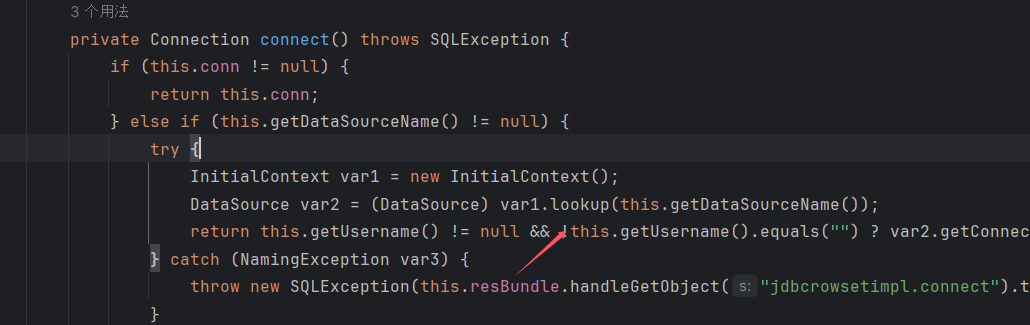 3 个用法
private Connection connect() throws SQLException {
if (this.conn != null) {
return this.conn;
} else if (this.getDataSourceName() != null) {
try {
InitialContext var1 = new InitialContext();
DataSource var2 = (DataSource) var1.lookup(this.getDataSourceName());
return this.getUsername() != null && !this.getUsername().equals("") ? var2.getConnec
} catch (NamingException var3) {
throw new SQLException(this.resBundle.handleGetObject( s: "jdbcrowsetimpl.connect").t
}